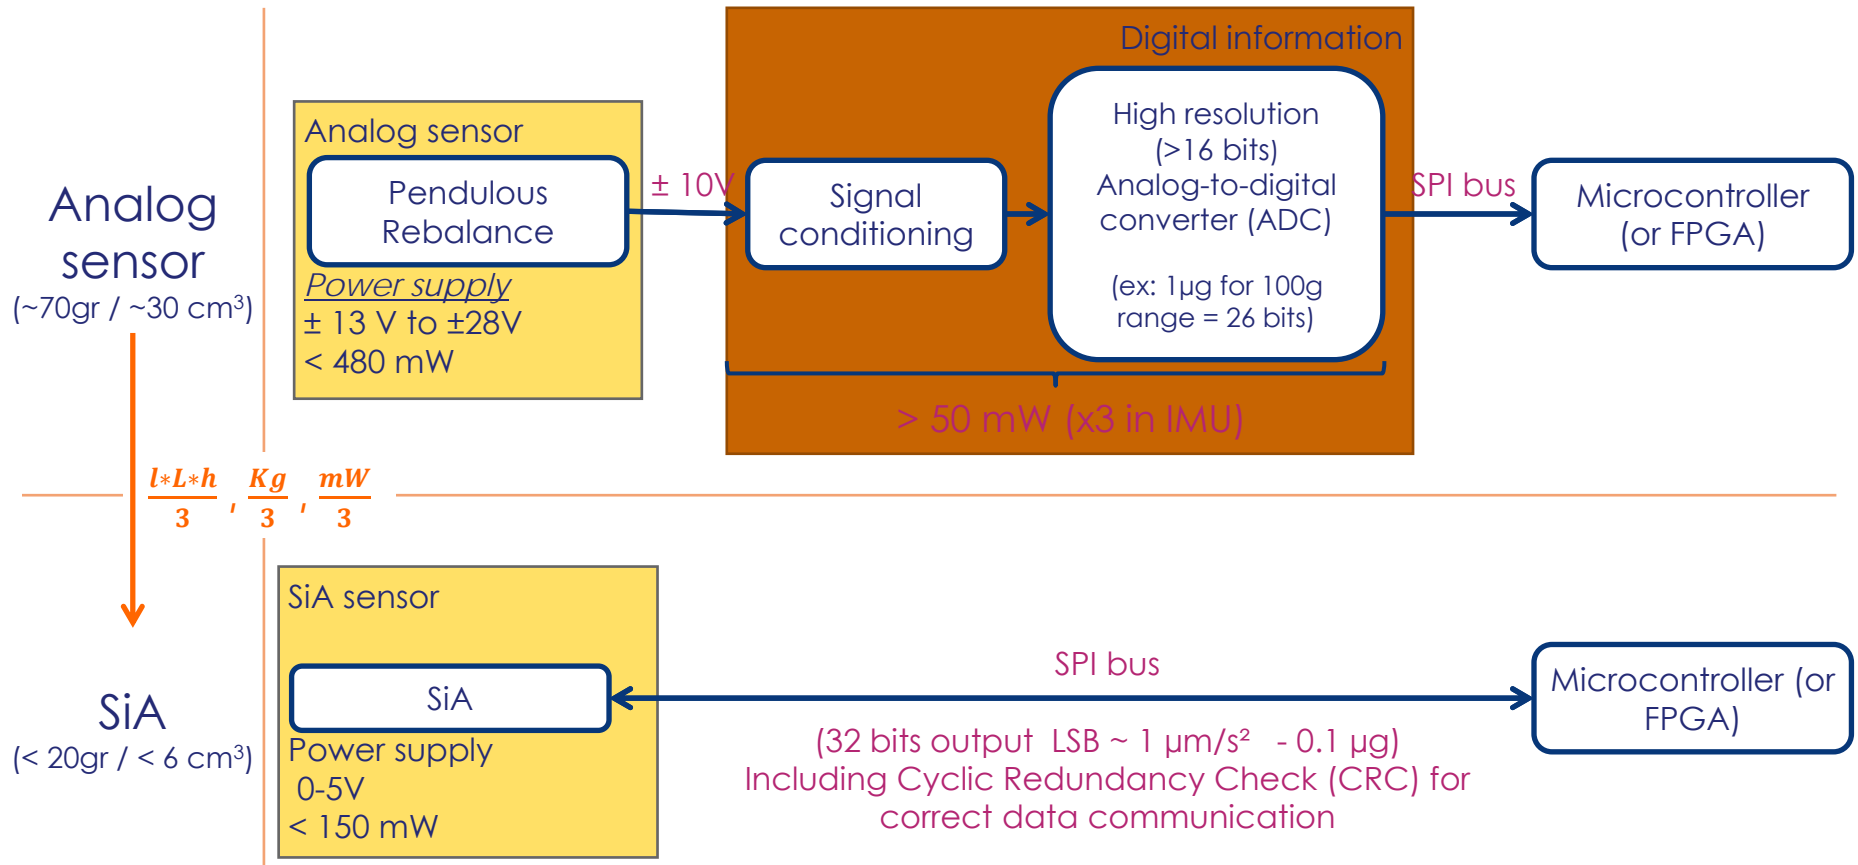 Analog
sensor
(~70gr / ~30 cm³)
Analog sensor
Pendulous
Rebalance
Power supply
± 13 V to ±28V
< 480 mW
± 10V
Digital information
Signal
conditioning
High resolution
(>16 bits)
Analog-to-digital
converter (ADC)
(ex: 1µg for 100g
range = 26 bits)
> 50 mW (x3 in IMU)
SPI bus
Microcontroller
(or FPGA)
l*L*h/3 , Kg/3 , mW/3
SiA
(< 20gr / < 6 cm³)
SiA sensor
SiA
Power supply
0-5V
< 150 mW
SPI bus
(32 bits output LSB ~ 1 µm/s² - 0.1 µg)
Including Cyclic Redundancy Check (CRC) for
correct data communication
Microcontroller (or
FPGA)